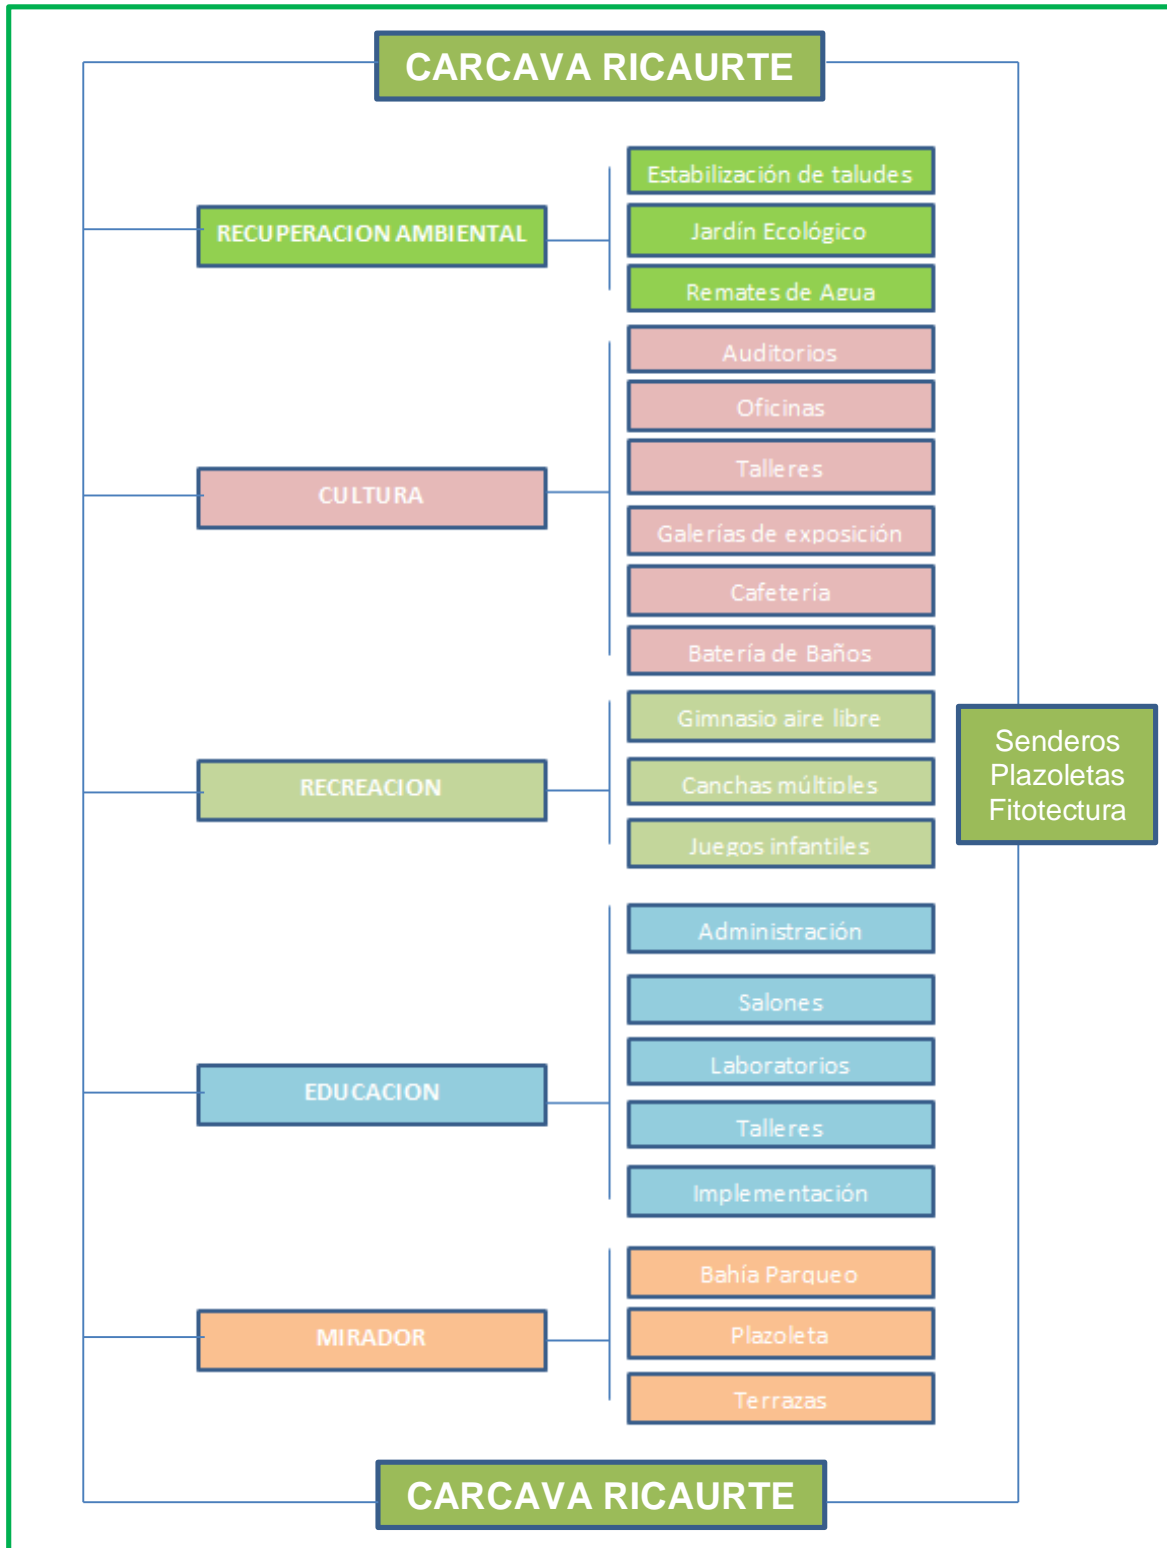 CARCAVA RICAURTE
RECUPERACION AMBIENTAL
Estabilización de taludes
Jardín Ecológico
Remates de Agua
CULTURA
Auditorios
Oficinas
Talleres
Galerías de exposición
Cafetería
Batería de Baños
RECREACION
Gimnasio aire libre
Canchas múltiples
Juegos infantiles
Senderos
Plazoletas
Fitotectura
EDUCACION
Administración
Salones
Laboratorios
Talleres
Implementación
MIRADOR
Bahía Parqueo
Plazoleta
Terrazas
CARCAVA RICAURTE